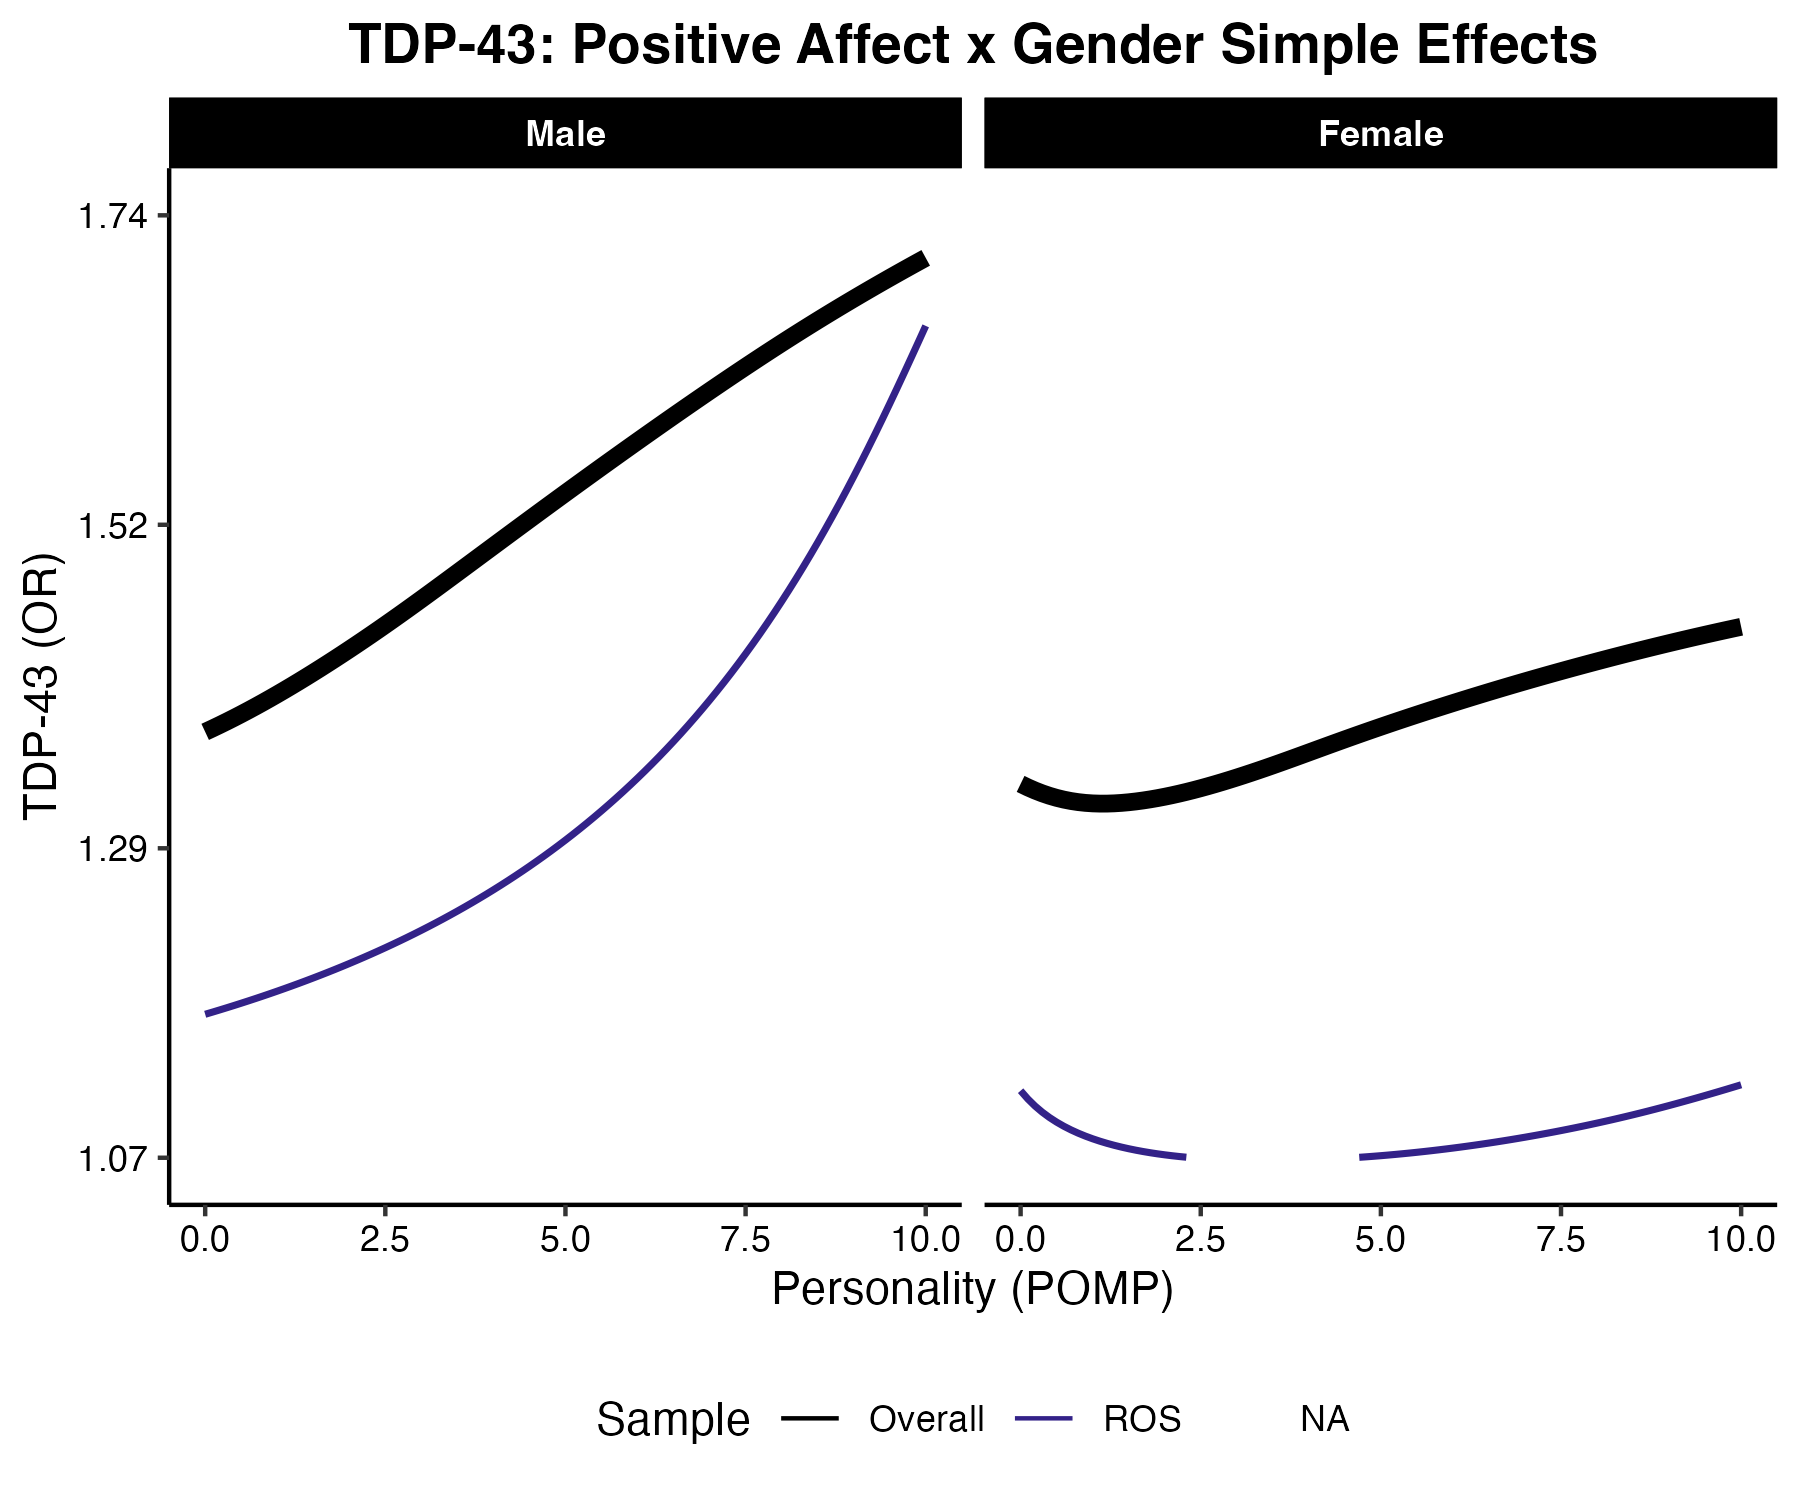 TDP-43: Positive Affect x Gender Simple Effects
Male
Female
1.74
1.52
1.29
1.07
TDP-43 (OR)
0.0 2.5 5.0 7.5 10.0
0.0 2.5 5.0 7.5 10.0
Personality (POMP)
Sample Overall ROS NA